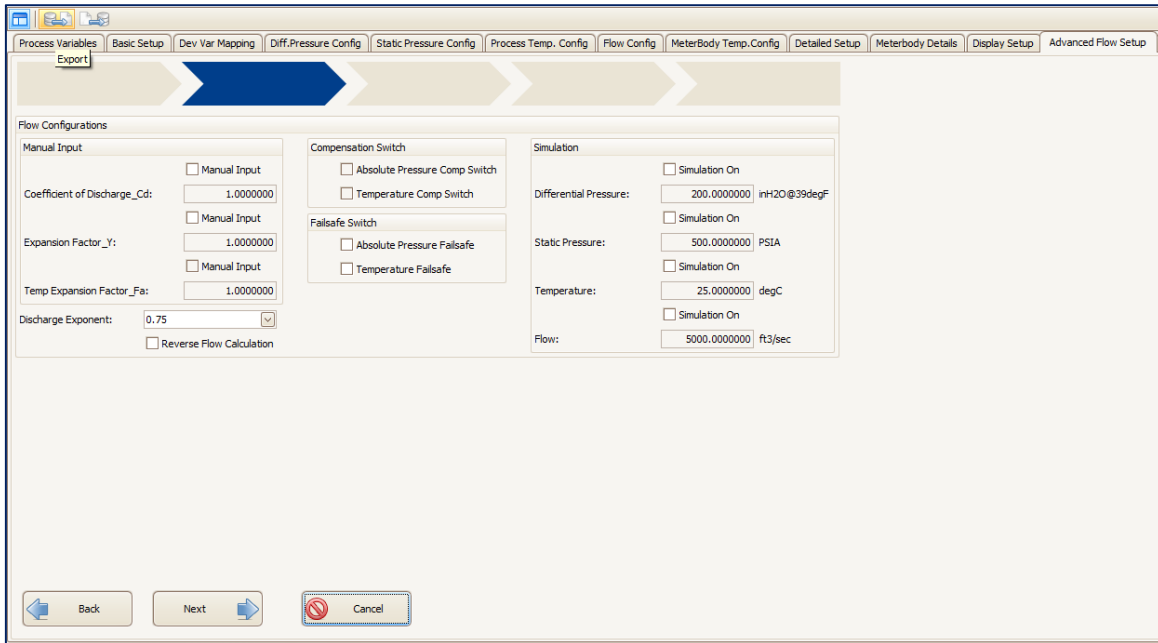 Process Variables Basic Setup Dev Var Mapping Diff.Pressure Config Static Pressure Config Process Temp. Config Flow Config MeterBody Temp.Config Detailed Setup Meterbody Details Display Setup Advanced Flow Setup
Export
Flow Configurations
Manual Input
Manual Input
Coefficient of Discharge_Cd: 1.0000000
Manual Input
Expansion Factor_Y: 1.0000000
Manual Input
Temp Expansion Factor_Fa: 1.0000000
Discharge Exponent: 0.75
Reverse Flow Calculation
Compensation Switch
Absolute Pressure Comp Switch
Temperature Comp Switch
Failsafe Switch
Absolute Pressure Failsafe
Temperature Failsafe
Simulation
Simulation On
Differential Pressure: 200.0000000 inH2O@39degF
Simulation On
Static Pressure: 500.0000000 PSIA
Simulation On
Temperature: 25.0000000 degC
Simulation On
Flow: 5000.0000000 ft3/sec
Back Next Cancel